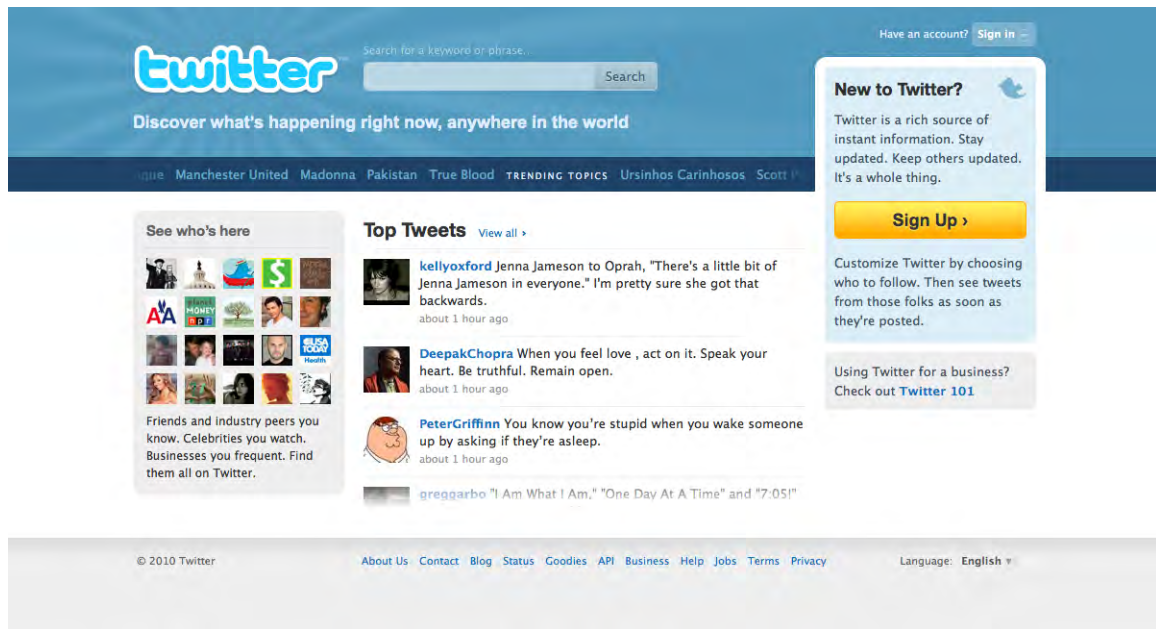 Have an account? Sign in
twitter
Search for a keyword or phrase...
Search
Discover what's happening right now, anywhere in the world
Manchester United Madonna Pakistan True Blood TRENDING TOPICS Ursinhos Carinhosos Scott
New to Twitter?
Twitter is a rich source of
instant information. Stay
updated. Keep others updated.
It's a whole thing.
Sign Up ›
Customize Twitter by choosing
who to follow. Then see tweets
from those folks as soon as
they're posted.
Using Twitter for a business?
Check out Twitter 101
See who's here
$
AA
planet
MONEY
npr
USA
TODAY
Health
Friends and industry peers you
know. Celebrities you watch.
Businesses you frequent. Find
them all on Twitter.
Top Tweets View all ›
kellyoxford Jenna Jameson to Oprah, "There's a little bit of
Jenna Jameson in everyone." I'm pretty sure she got that
backwards.
about 1 hour ago
DeepakChopra When you feel love , act on it. Speak your
heart. Be truthful. Remain open.
about 1 hour ago
PeterGriffinn You know you're stupid when you wake someone
up by asking if they're asleep.
about 1 hour ago
greggarbo "I Am What I Am," "One Day At A Time" and "7:05!"
© 2010 Twitter
About Us Contact Blog Status Goodies API Business Help Jobs Terms Privacy
Language: English